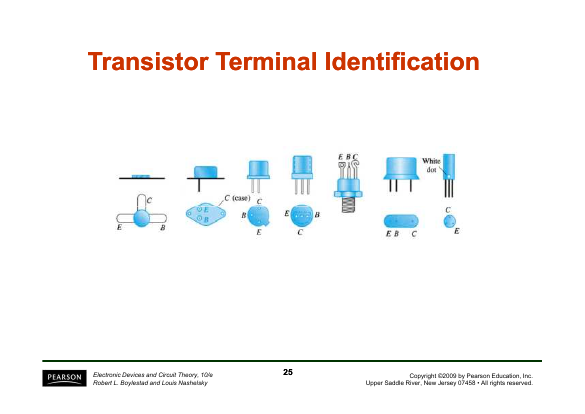 Transistor Terminal Identification
E B C
White
dot
C
E
B
C (case)
E
B
C
B
E
E
B
C
E B C
C
E
PEARSON
Electronic Devices and Circuit Theory, 10/e
Robert L. Boylestad and Louis Nashelsky
25
Copyright ©2009 by Pearson Education, Inc.
Upper Saddle River, New Jersey 07458 • All rights reserved.